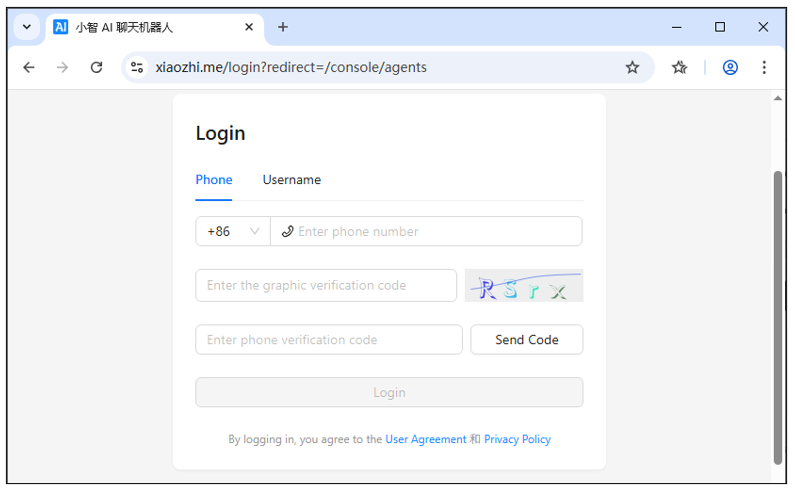 AI 小智 AI 聊天机器人
xiaozhi.me/login?redirect=/console/agents
Login
Phone Username
+86 Enter phone number
Enter the graphic verification code RSrx
Enter phone verification code Send Code
Login
By logging in, you agree to the User Agreement 和 Privacy Policy